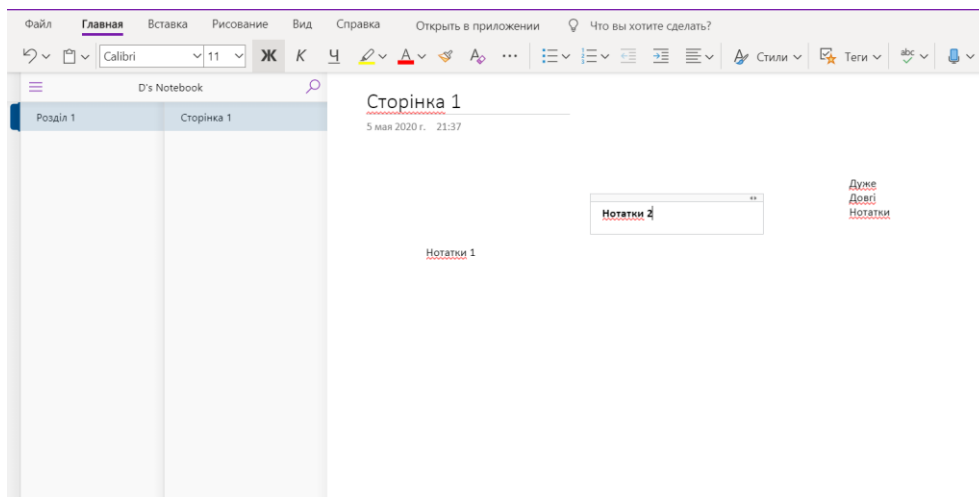 Файл Главная Вставка Рисование Вид Справка Открыть в приложении Что вы хотите сделать?
Calibri 11 Ж К Ч A A ... Стили Теги abc
D's Notebook
Розділ 1 Сторінка 1
Сторінка 1
5 мая 2020 г. 21:37
Дуже
Довгі
Нотатки
Нотатки 2
Нотатки 1